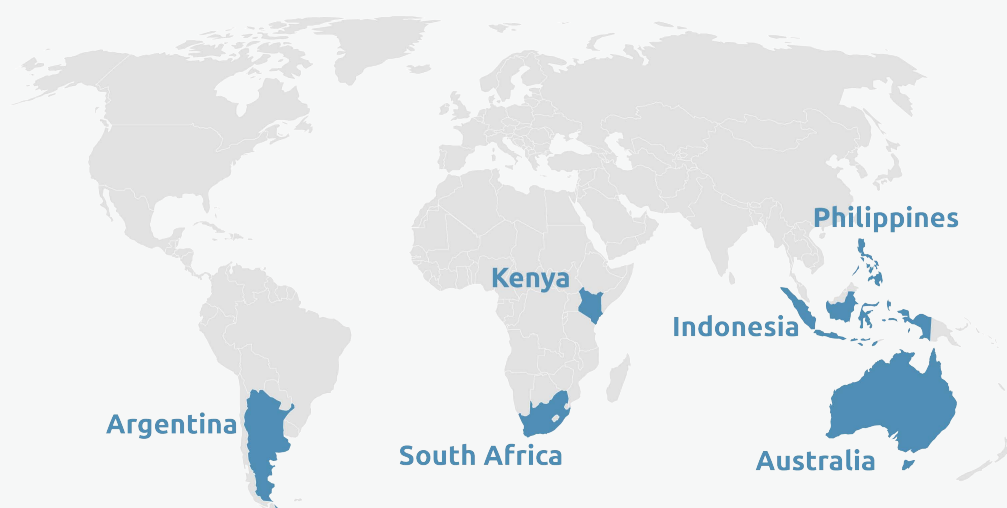 Philippines
Kenya
Indonesia
Argentina
South Africa
Australia